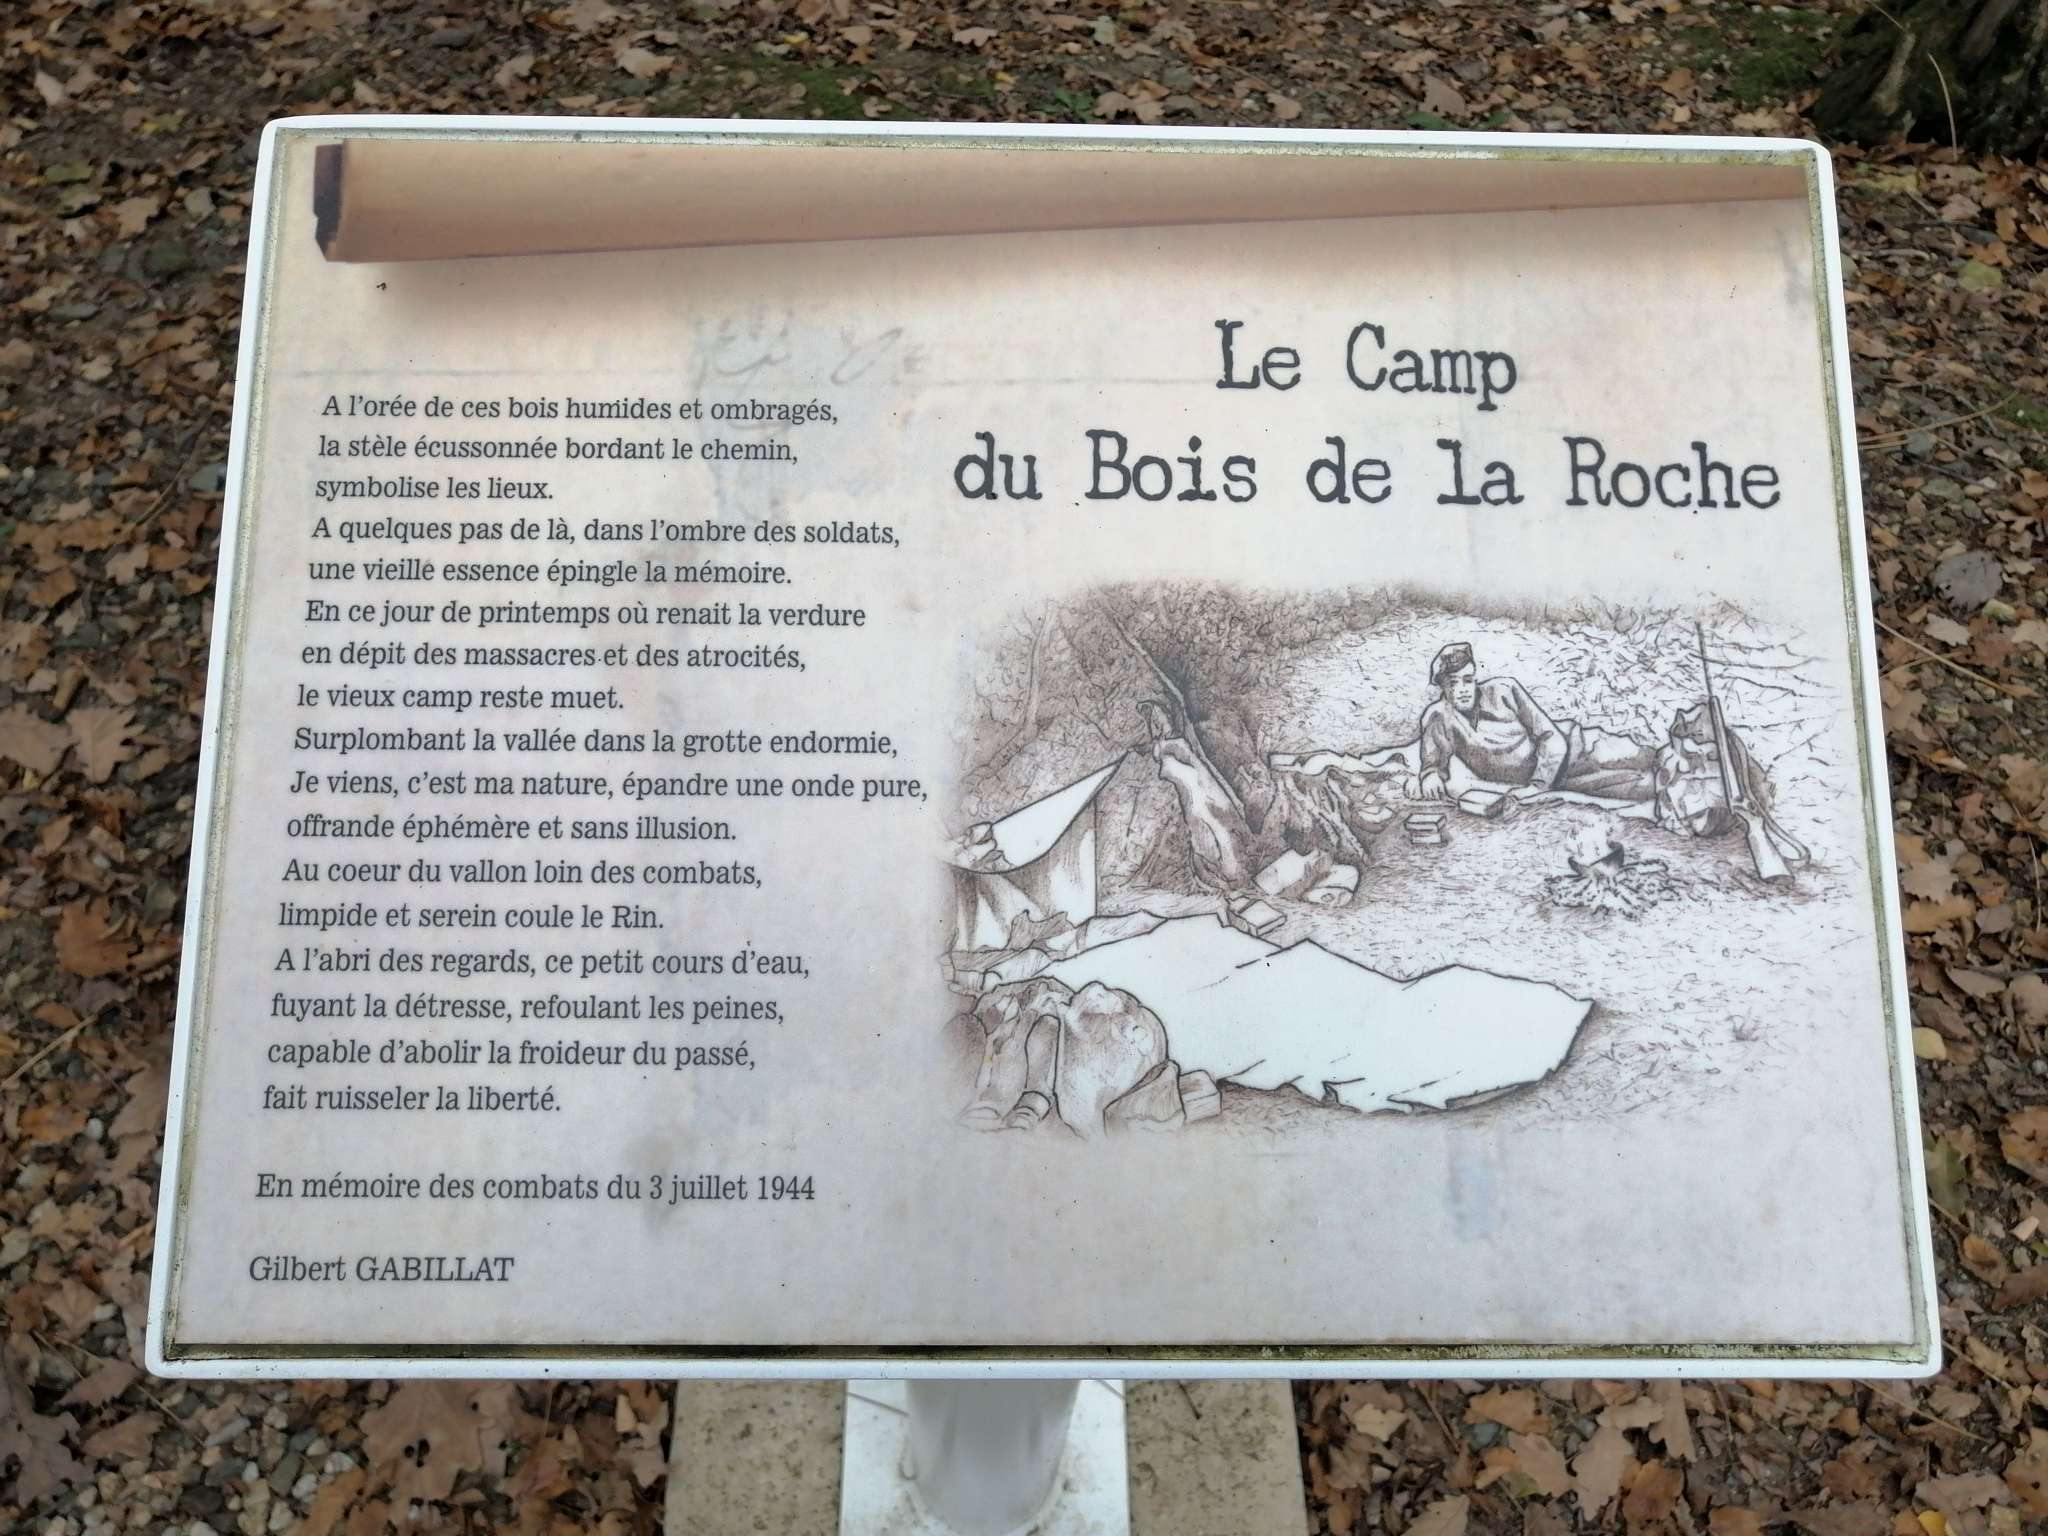 Le Camp
du Bois de la Roche
A l'orée de ces bois humides et ombragés,
la stèle écussonnée bordant le chemin,
symbolise les lieux.
A quelques pas de là, dans l'ombre des soldats,
une vieille essence épingle la mémoire.
En ce jour de printemps où renait la verdure
en dépit des massacres et des atrocités,
le vieux camp reste muet.
Surplombant la vallée dans la grotte endormie,
Je viens, c'est ma nature, épandre une onde pure,
offrande éphémère et sans illusion.
Au coeur du vallon loin des combats,
limpide et serein coule le Rin.
A l'abri des regards, ce petit cours d'eau,
fuyant la détresse, refoulant les peines,
capable d'abolir la froideur du passé,
fait ruisseler la liberté.
En mémoire des combats du 3 juillet 1944
Gilbert GABILLAT